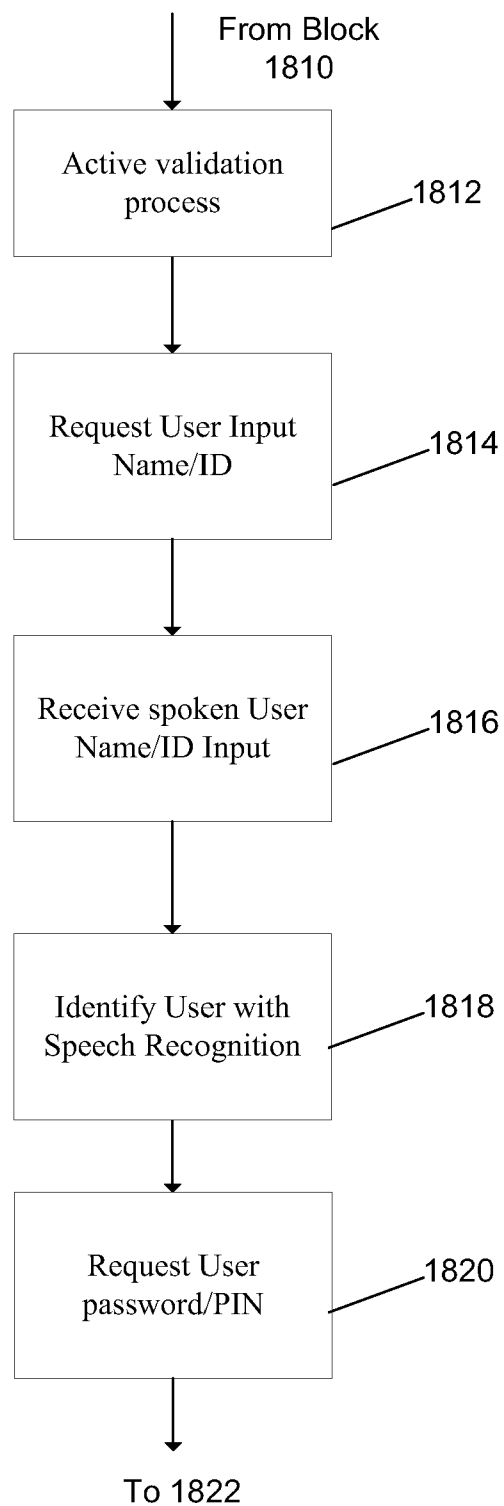 From Block
1810
Active validation
process
1812
Request User Input
Name/ID
1814
Receive spoken User
Name/ID Input
1816
Identify User with
Speech Recognition
1818
Request User
password/PIN
1820
To 1822